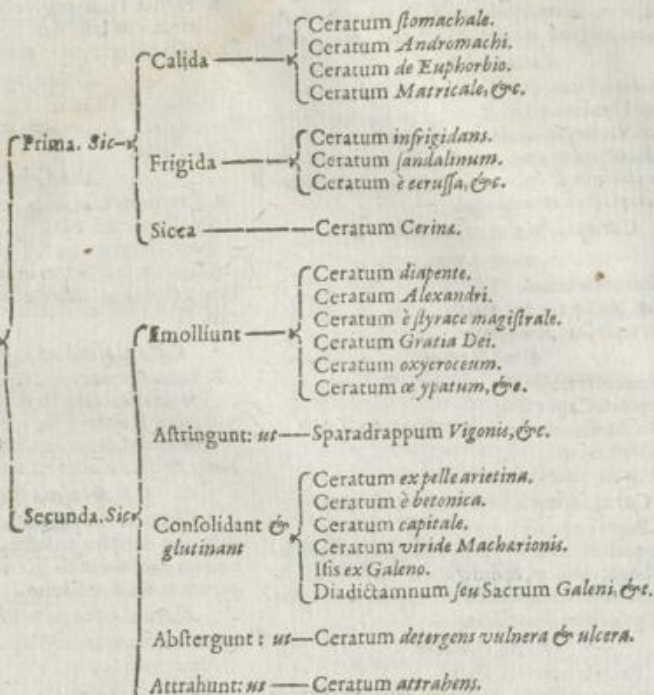 Ceratum ſtomachale.
Ceratum Andromachi.
Calida
Ceratum de Euphorbio.
Ceratum Matricale, &c.
Prima. Sic
Ceratum infrigidans.
Frigida
Ceratum ſandalinum.
Ceratum è eeruſſa, &c.
Sicea
Ceratum Cerina.
Ceratum diapente.
Ceratum Alexandri.
Emolliunt
Ceratum è ſtyrace magiſtrale.
Ceratum Gratia Dei.
Ceratum oxycroceum.
Ceratum œ ypatum, &e.
Aſtringunt: ut Sparadrappum Vigonis, &c.
Ceratum ex pelle arietina.
Ceratum è betonica.
Secunda. Sic
Conſolidant & Ceratum capitale.
glutinant Ceratum viride Macharionis.
Iſis ex Galeno.
Diadictamnum ſeu Sacrum Galeni, &c.
Abſtergunt: ut Ceratum detergens vulnera & ulcera.
Attrahunt: ut Ceratum attrahens.